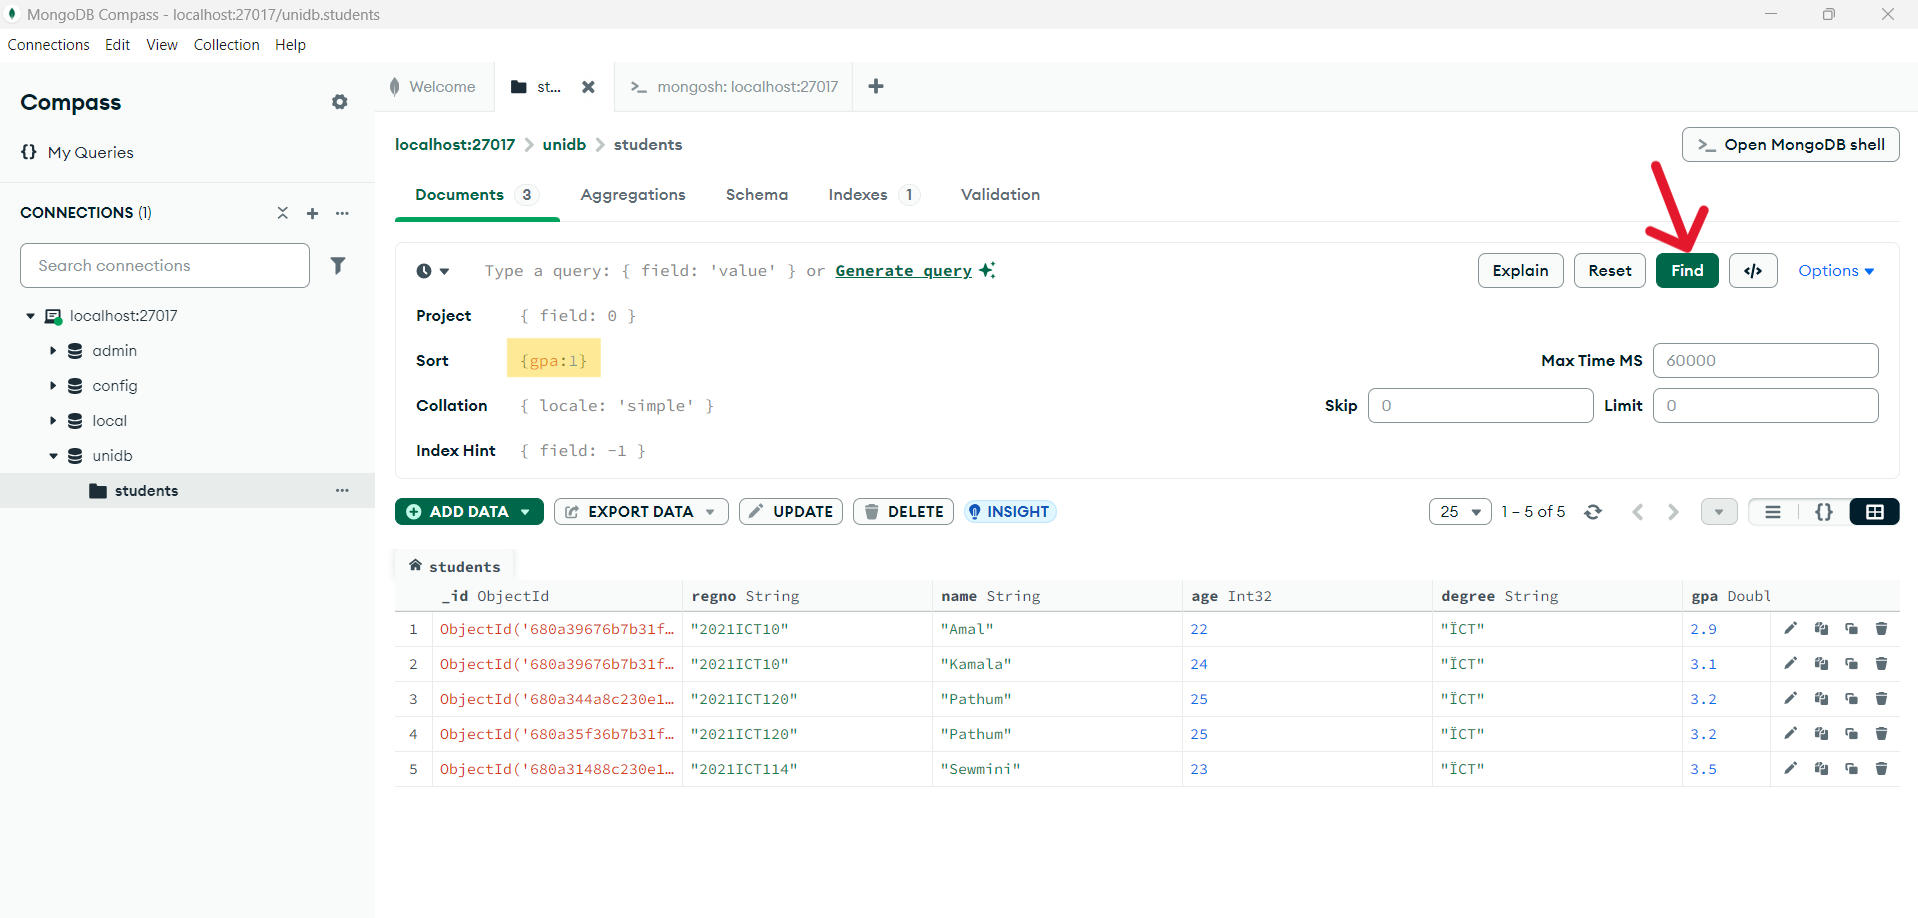 MongoDB Compass - localhost:27017/unidb.students
Connections Edit View Collection Help
Compass
{} My Queries
CONNECTIONS (1)
Search connections
localhost:27017
admin
config
local
unidb
students
Welcome
st...
>_ mongosh: localhost:27017
localhost:27017 > unidb > students
>_ Open MongoDB shell
Documents 3 Aggregations Schema Indexes 1 Validation
Type a query: { field: 'value' } or Generate query
Explain Reset Find </> Options
Project { field: 0 }
Sort {gpa:1} Max Time MS 60000
Collation { locale: 'simple' } Skip 0 Limit 0
Index Hint { field: -1 }
ADD DATA EXPORT DATA UPDATE DELETE INSIGHT 25 1 – 5 of 5 {}
students
_id ObjectId regno String name String age Int32 degree String gpa Doubl
1 ObjectId('680a39676b7b31f… "2021ICT10" "Amal" 22 "ÏCT" 2.9
2 ObjectId('680a39676b7b31f… "2021ICT10" "Kamala" 24 "ÏCT" 3.1
3 ObjectId('680a344a8c230e1… "2021ICT120" "Pathum" 25 "ÏCT" 3.2
4 ObjectId('680a35f36b7b31f… "2021ICT120" "Pathum" 25 "ÏCT" 3.2
5 ObjectId('680a31488c230e1… "2021ICT114" "Sewmini" 23 "ÏCT" 3.5